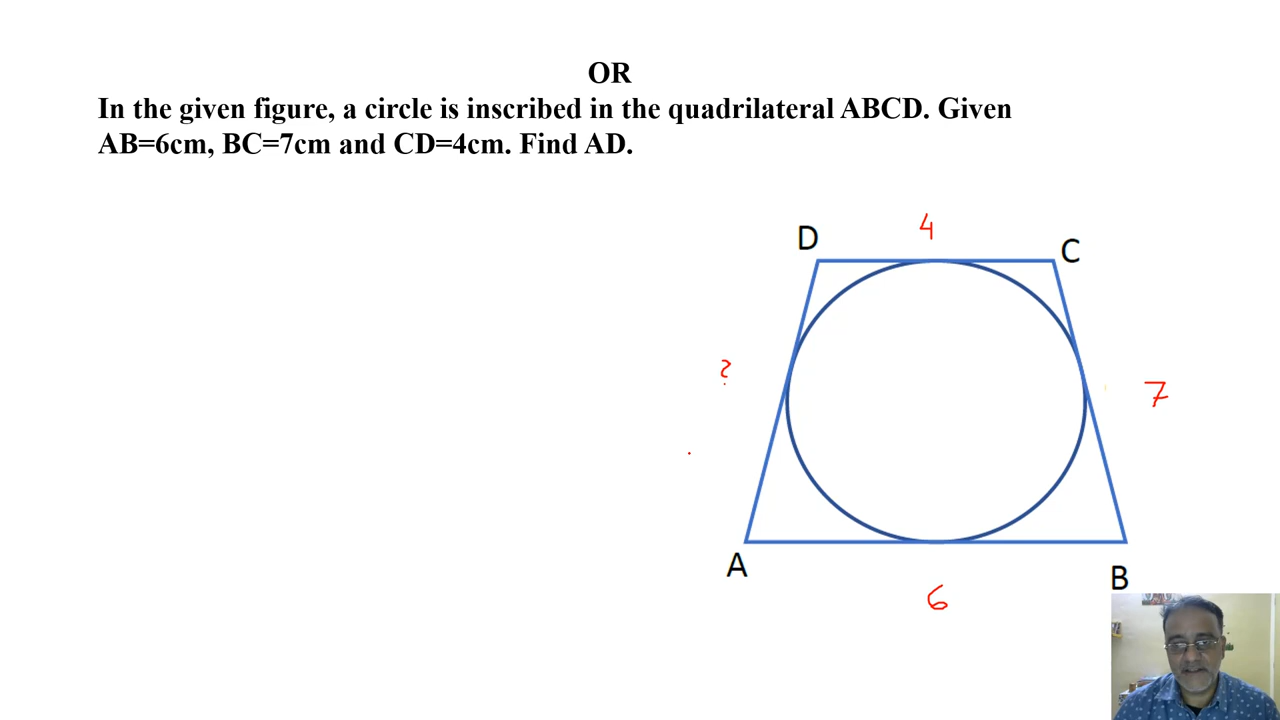 OR
In the given figure, a circle is inscribed in the quadrilateral ABCD. Given
AB=6cm, BC=7cm and CD=4cm. Find AD.
4
D
C
?
7
A
B
6